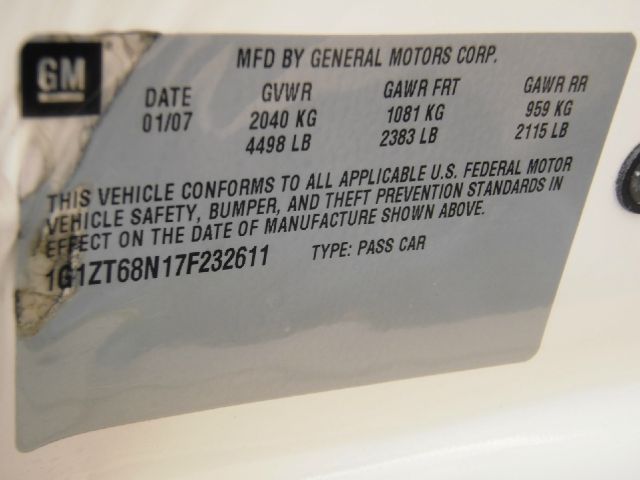 GM
MFD BY GENERAL MOTORS CORP.
DATE GVWR GAWR FRT GAWR RR
01/07 2040 KG 1081 KG 959 KG
4498 LB 2383 LB 2115 LB
THIS VEHICLE CONFORMS TO ALL APPLICABLE U.S. FEDERAL MOTOR
VEHICLE SAFETY, BUMPER, AND THEFT PREVENTION STANDARDS IN
EFFECT ON THE DATE OF MANUFACTURE SHOWN ABOVE.
1G1ZT68N17F232611 TYPE: PASS CAR